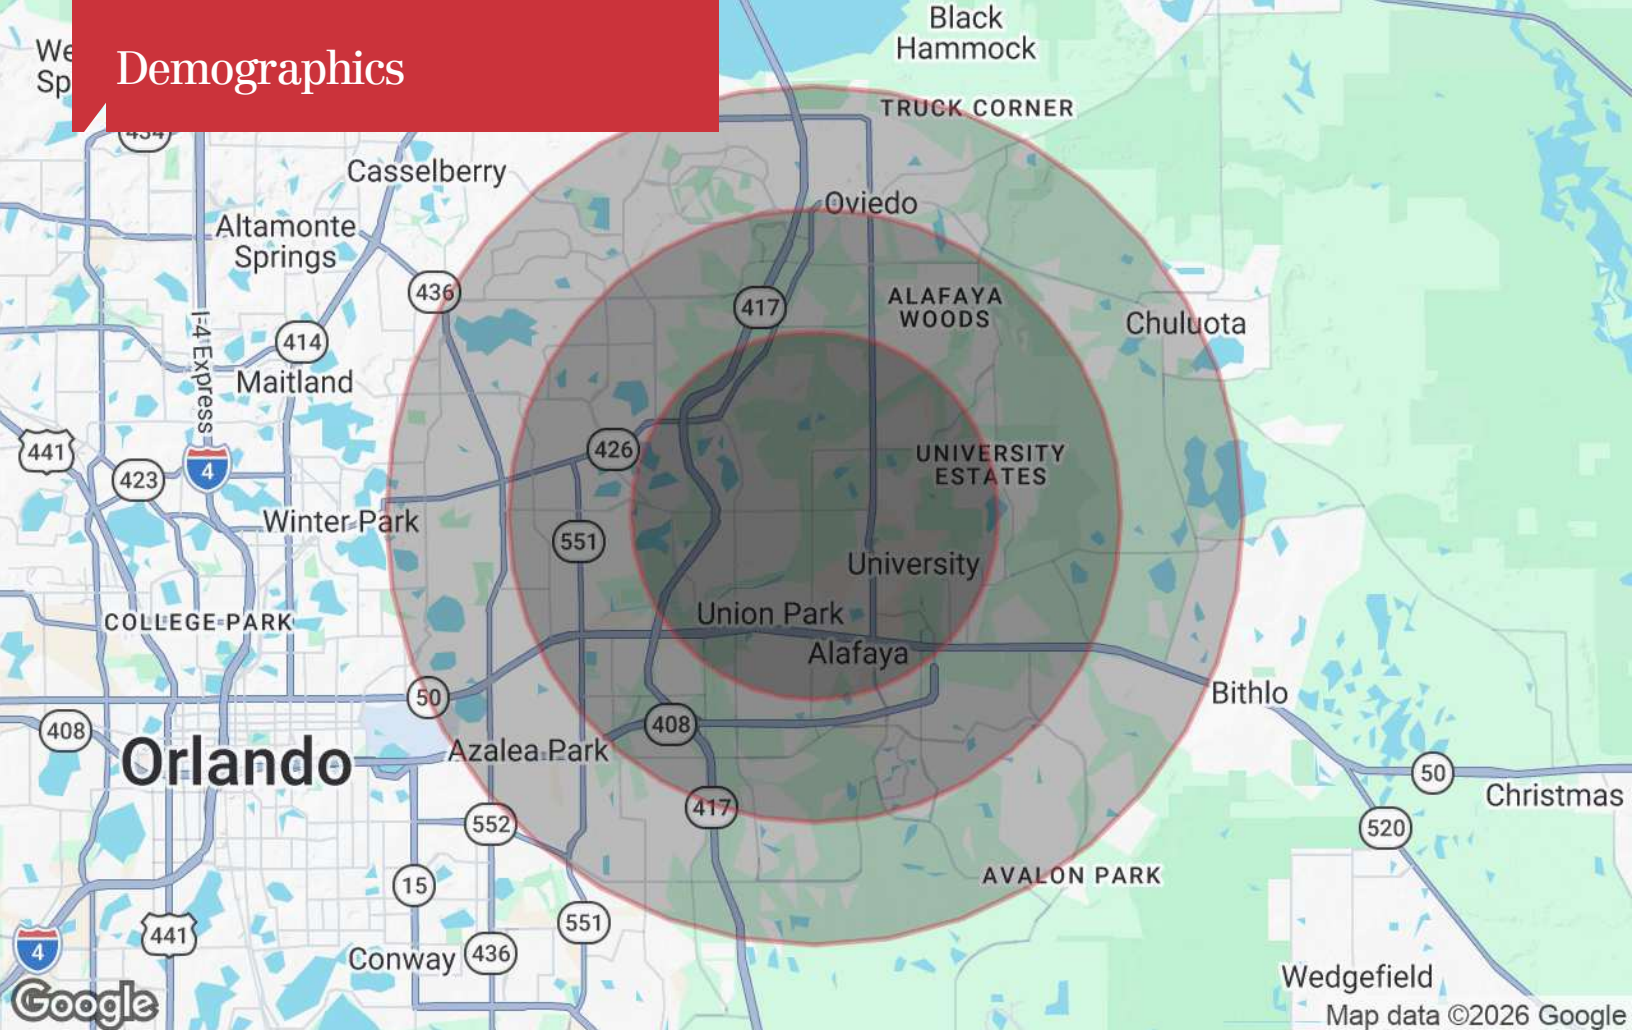 Demographics
We
Sp
434
Black
Hammock
TRUCK CORNER
Casselberry
Oviedo
Altamonte
Springs
436
417
ALAFAYA
WOODS
Chuluota
I-4 Express
414
Maitland
441
423
4
426
UNIVERSITY
ESTATES
Winter Park
551
University
COLLEGE PARK
Union Park
Alafaya
50
Bithlo
408
408
Orlando
Azalea Park
417
50
Christmas
552
520
15
AVALON PARK
441
551
4
Conway
436
Wedgefield
Google
Map data ©2026 Google